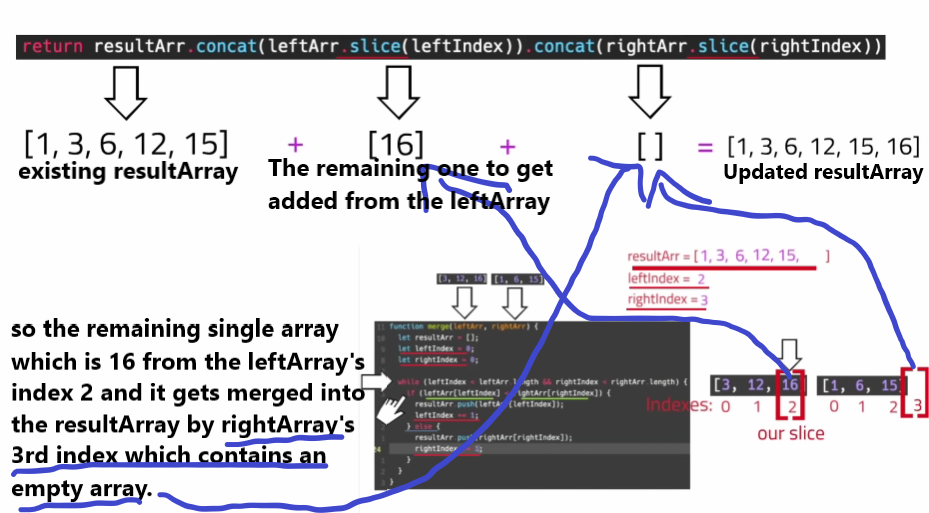 return resultArr.concat(leftArr.slice(leftIndex)).concat(rightArr.slice(rightIndex))
[1, 3, 6, 12, 15] + [16] + [ ] = [1, 3, 6, 12, 15, 16]
existing resultArray
The remaining one to get
added from the leftArray
Updated resultArray
resultArr = [ 1, 3, 6, 12, 15, ]
leftIndex = 2
rightIndex = 3
[3, 12, 16] [1, 6, 15]
so the remaining single array
which is 16 from the leftArray's
index 2 and it gets merged into
the resultArray by rightArray's
3rd index which contains an
empty array.
function merge(leftArr, rightArr) {
let resultArr = [];
let leftIndex = 0;
let rightIndex = 0;
while (leftIndex < leftArr.length && rightIndex < rightArr.length) {
if (leftArr[leftIndex] < rightArr[rightIndex]) {
resultArr.push(leftArr[leftIndex]);
leftIndex += 1;
} else {
resultArr.push(rightArr[rightIndex]);
rightIndex += 1;
}
}
}
[3, 12, 16] [1, 6, 15]
Indexes: 0 1 2 0 1 2 3
our slice